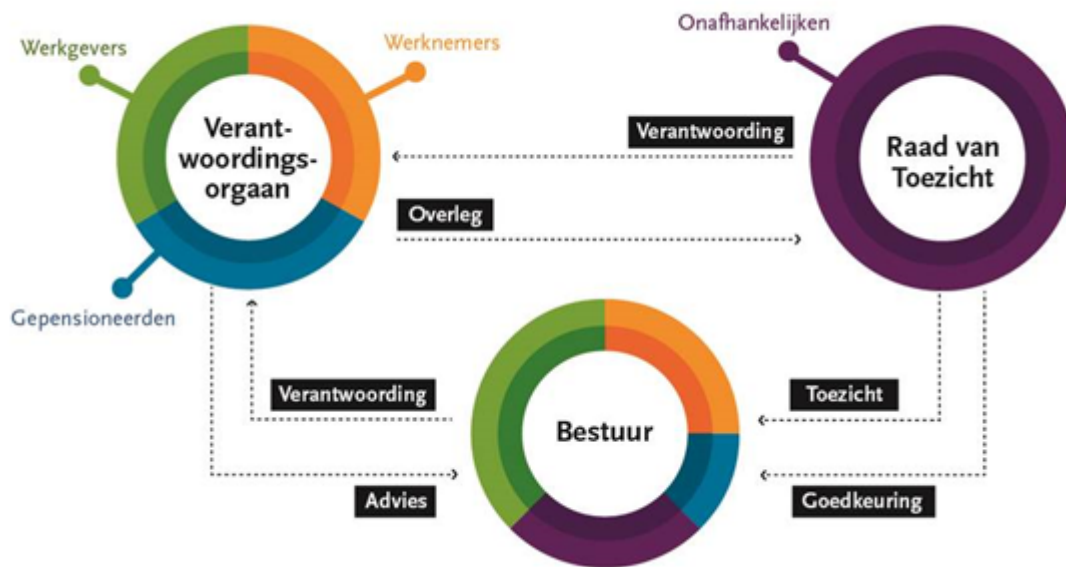 Werkgevers
Werknemers
Onafhankelijken
Verant-
woordings-
orgaan
Verantwoording
Raad van
Toezicht
Overleg
Gepensioneerden
Verantwoording
Toezicht
Bestuur
Advies
Goedkeuring